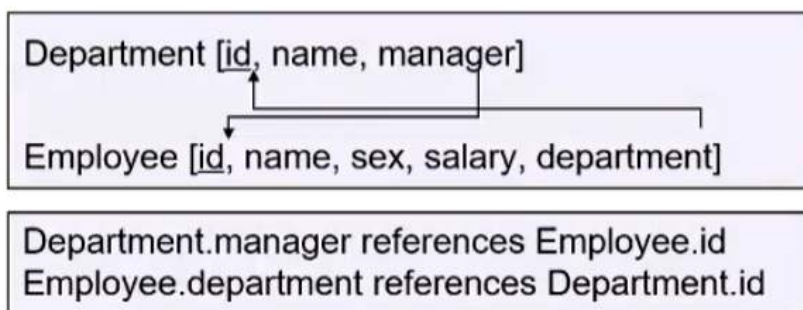 Department [id, name, manager]
Employee [id, name, sex, salary, department]
Department.manager references Employee.id
Employee.department references Department.id